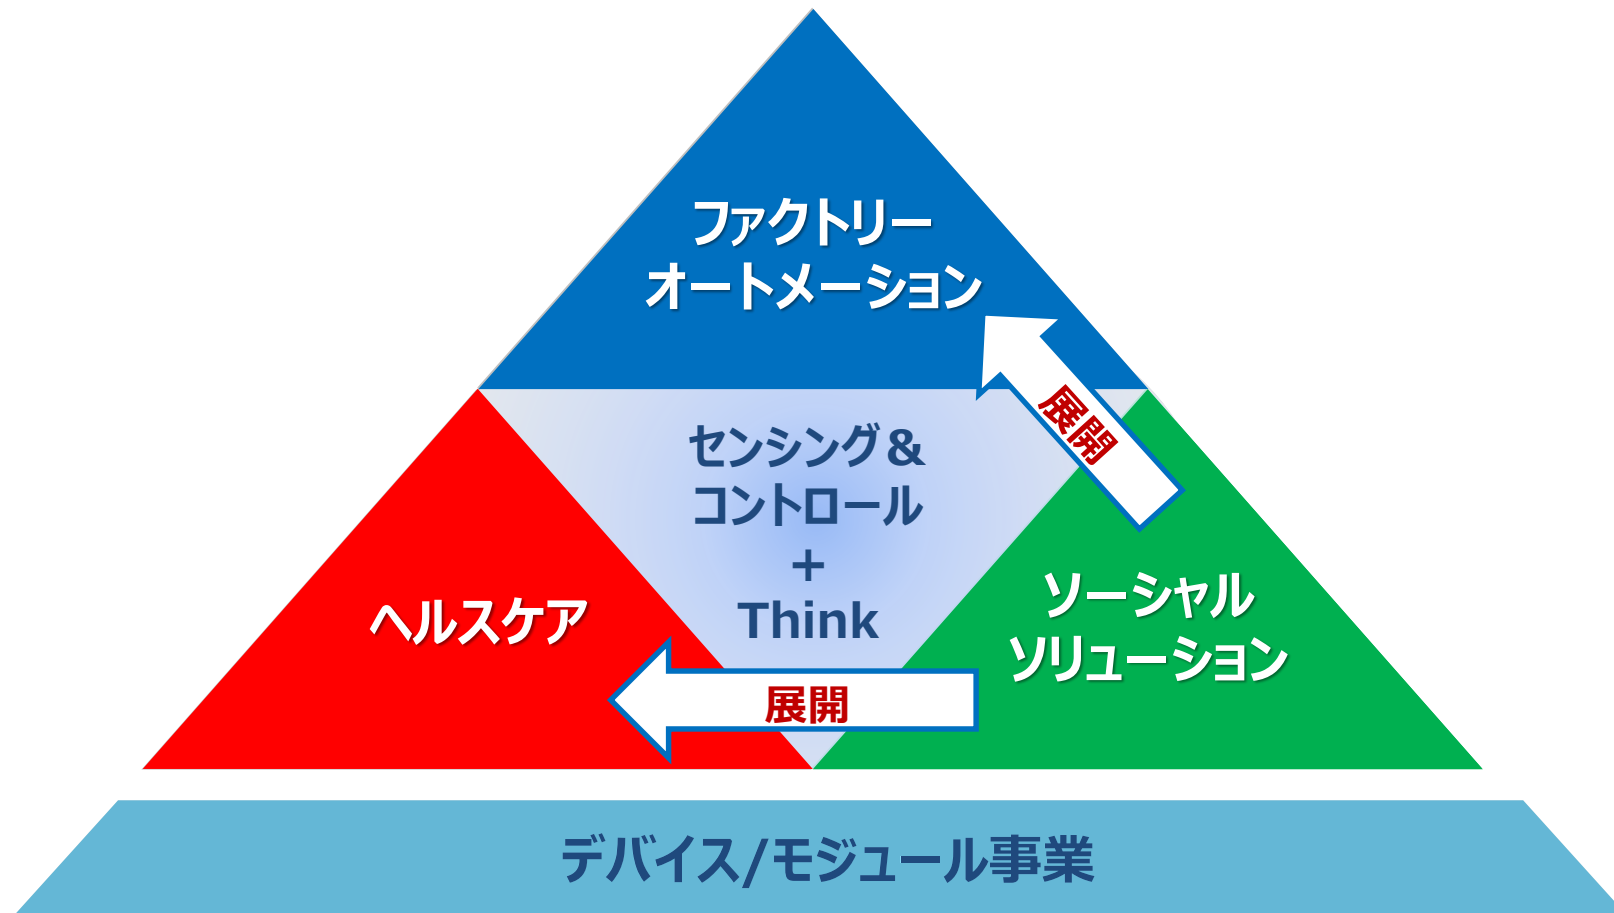 ファクトリー
オートメーション
展開
センシング＆
コントロール
＋
Think
ヘルスケア
ソーシャル
ソリューション
展開
デバイス/モジュール事業